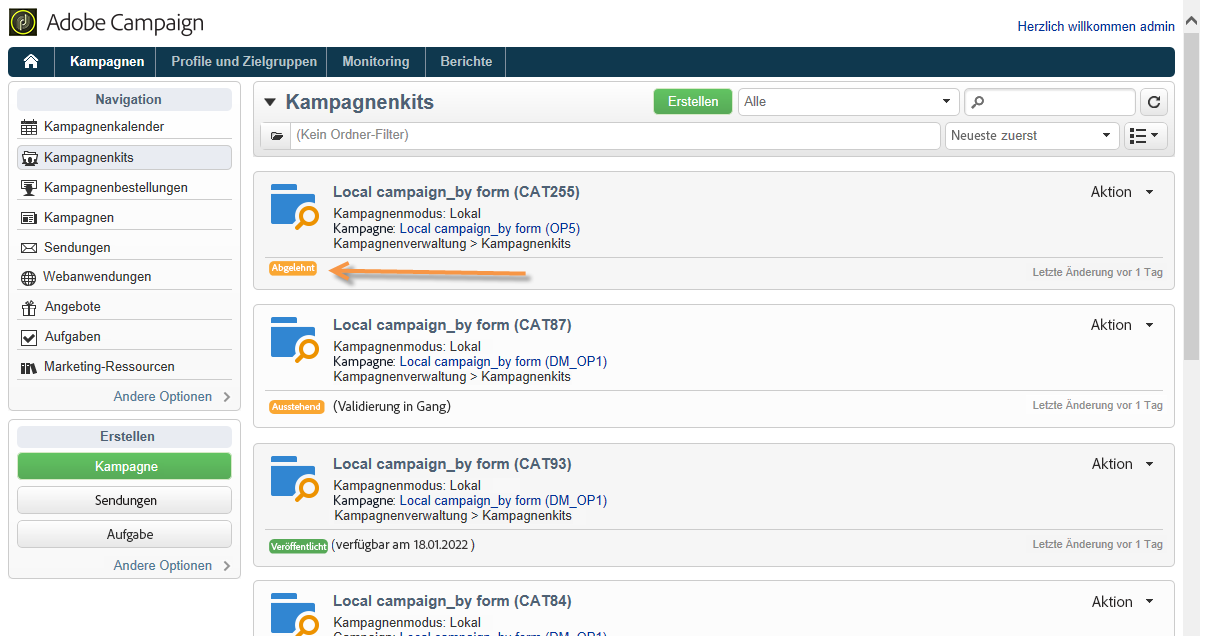 Adobe Campaign
Herzlich willkommen admin
Kampagnen Profile und Zielgruppen Monitoring Berichte
Navigation
Kampagnenkalender
Kampagnenkits
Kampagnenbestellungen
Kampagnen
Sendungen
Webanwendungen
Angebote
Aufgaben
Marketing-Ressourcen
Andere Optionen
Erstellen
Kampagne
Sendungen
Aufgabe
Andere Optionen
Kampagnenkits
Erstellen
Alle
(Kein Ordner-Filter)
Neueste zuerst
Local campaign_by form (CAT255)
Aktion
Kampagnenmodus: Lokal
Kampagne: Local campaign_by form (OP5)
Kampagnenverwaltung > Kampagnenkits
Abgelehnt
Letzte Änderung vor 1 Tag
Local campaign_by form (CAT87)
Aktion
Kampagnenmodus: Lokal
Kampagne: Local campaign_by form (DM_OP1)
Kampagnenverwaltung > Kampagnenkits
Ausstehend (Validierung in Gang)
Letzte Änderung vor 1 Tag
Local campaign_by form (CAT93)
Aktion
Kampagnenmodus: Lokal
Kampagne: Local campaign_by form (DM_OP1)
Kampagnenverwaltung > Kampagnenkits
Veröffentlicht (verfügbar am 18.01.2022 )
Letzte Änderung vor 1 Tag
Local campaign_by form (CAT84)
Aktion
Kampagnenmodus: Lokal
Local campaign_by form (DM_OP1)